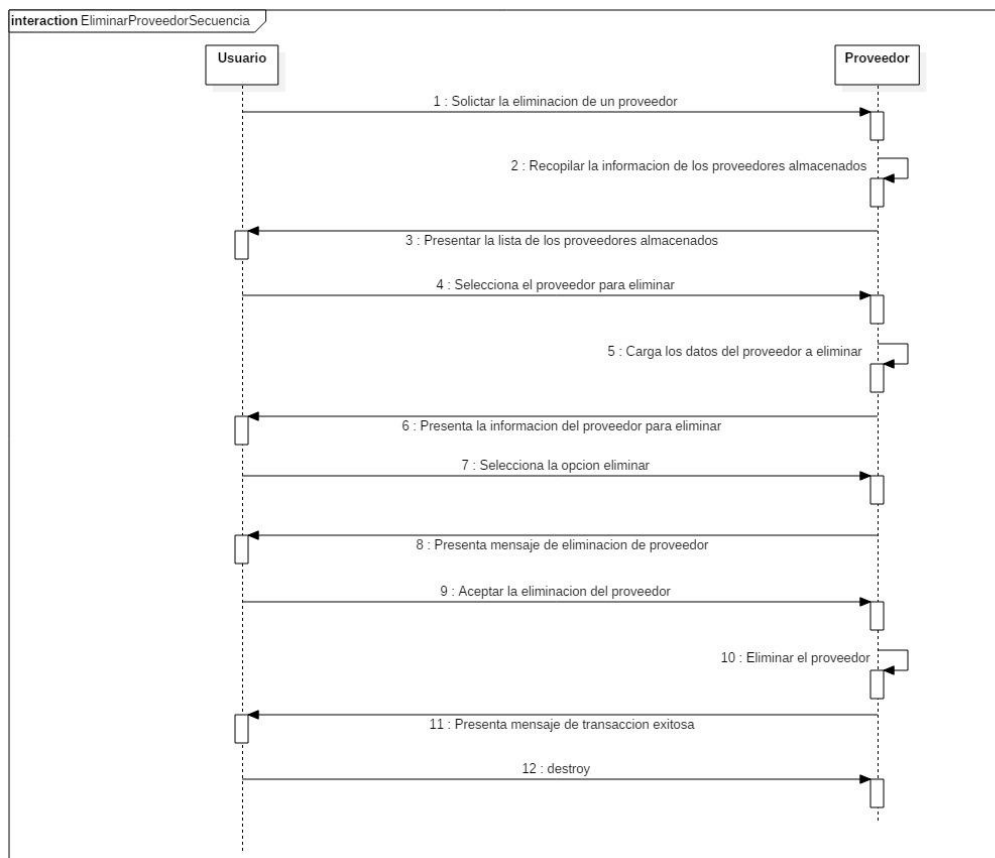 interaction EliminarProveedorSecuencia
Usuario
Proveedor
1 : Solictar la eliminacion de un proveedor
2 : Recopilar la informacion de los proveedores almacenados
3 : Presentar la lista de los proveedores almacenados
4 : Selecciona el proveedor para eliminar
5 : Carga los datos del proveedor a eliminar
6 : Presenta la informacion del proveedor para eliminar
7 : Selecciona la opcion eliminar
8 : Presenta mensaje de eliminacion de proveedor
9 : Aceptar la eliminacion del proveedor
10 : Eliminar el proveedor
11 : Presenta mensaje de transaccion exitosa
12 : destroy